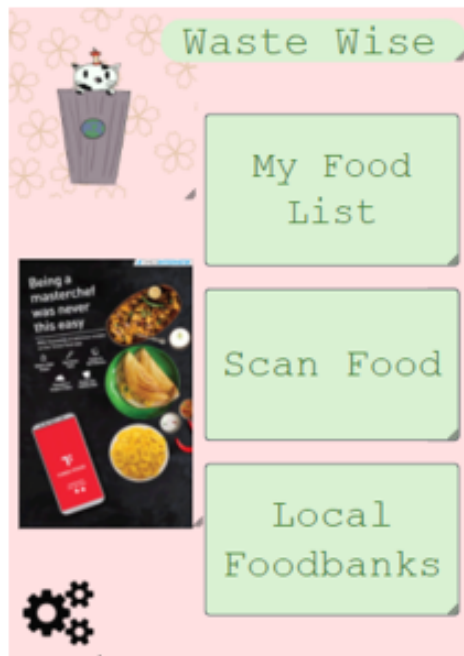 Waste Wise
My Food
List
Being a
masterchef
was never
this easy
Scan Food
Local
Foodbanks